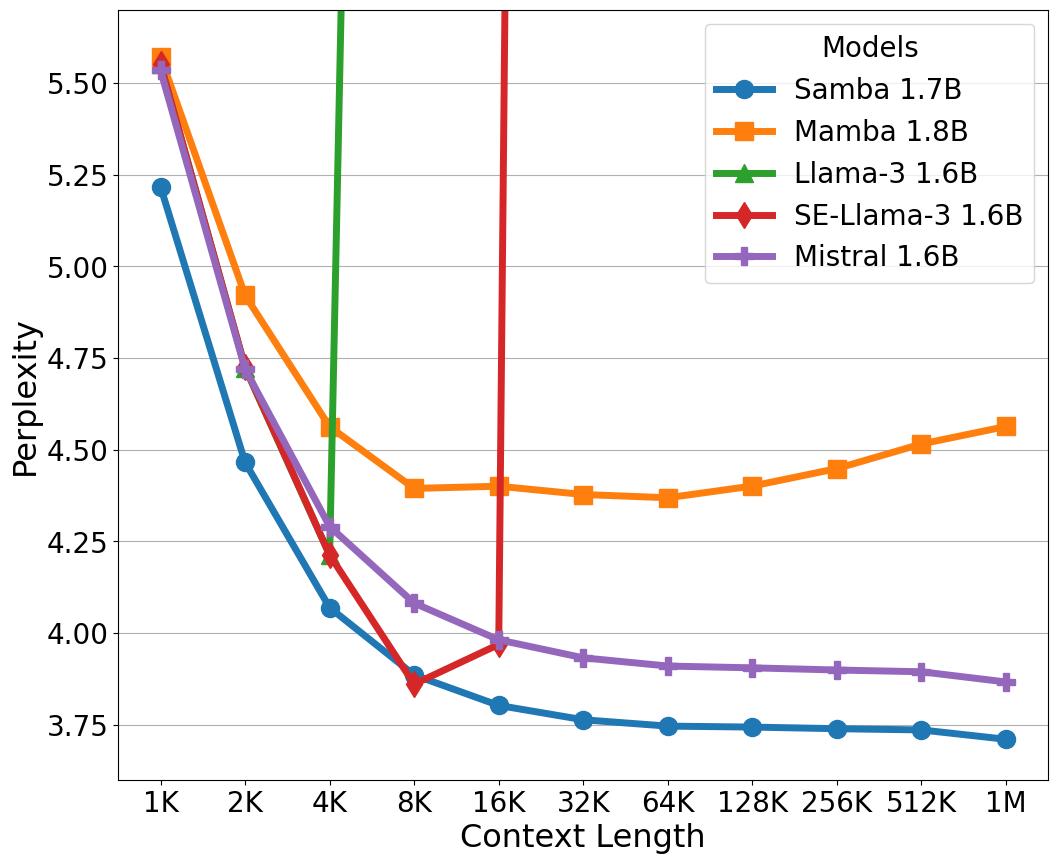 Models
Samba 1.7B
Mamba 1.8B
Llama-3 1.6B
SE-Llama-3 1.6B
Mistral 1.6B
Perplexity
5.50
5.25
5.00
4.75
4.50
4.25
4.00
3.75
1K 2K 4K 8K 16K 32K 64K 128K 256K 512K 1M
Context Length